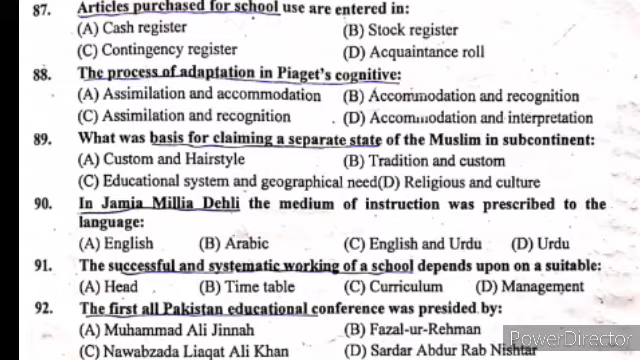 87. Articles purchased for school use are entered in:
(A) Cash register (B) Stock register
(C) Contingency register (D) Acquaintance roll
88. The process of adaptation in Piaget's cognitive:
(A) Assimilation and accommodation (B) Accommodation and recognition
(C) Assimilation and recognition (D) Accommodation and interpretation
89. What was basis for claiming a separate state of the Muslim in subcontinent:
(A) Custom and Hairstyle (B) Tradition and custom
(C) Educational system and geographical need(D) Religious and culture
90. In Jamia Millia Dehli the medium of instruction was prescribed to the
language:
(A) English (B) Arabic (C) English and Urdu (D) Urdu
91. The successful and systematic working of a school depends upon on a suitable:
(A) Head (B) Time table (C) Curriculum (D) Management
92. The first all Pakistan educational conference was presided by:
(A) Muhammad Ali Jinnah (B) Fazal-ur-Rehman
(C) Nawabzada Liaqat Ali Khan (D) Sardar Abdur Rab Nishtar
PowerDirector